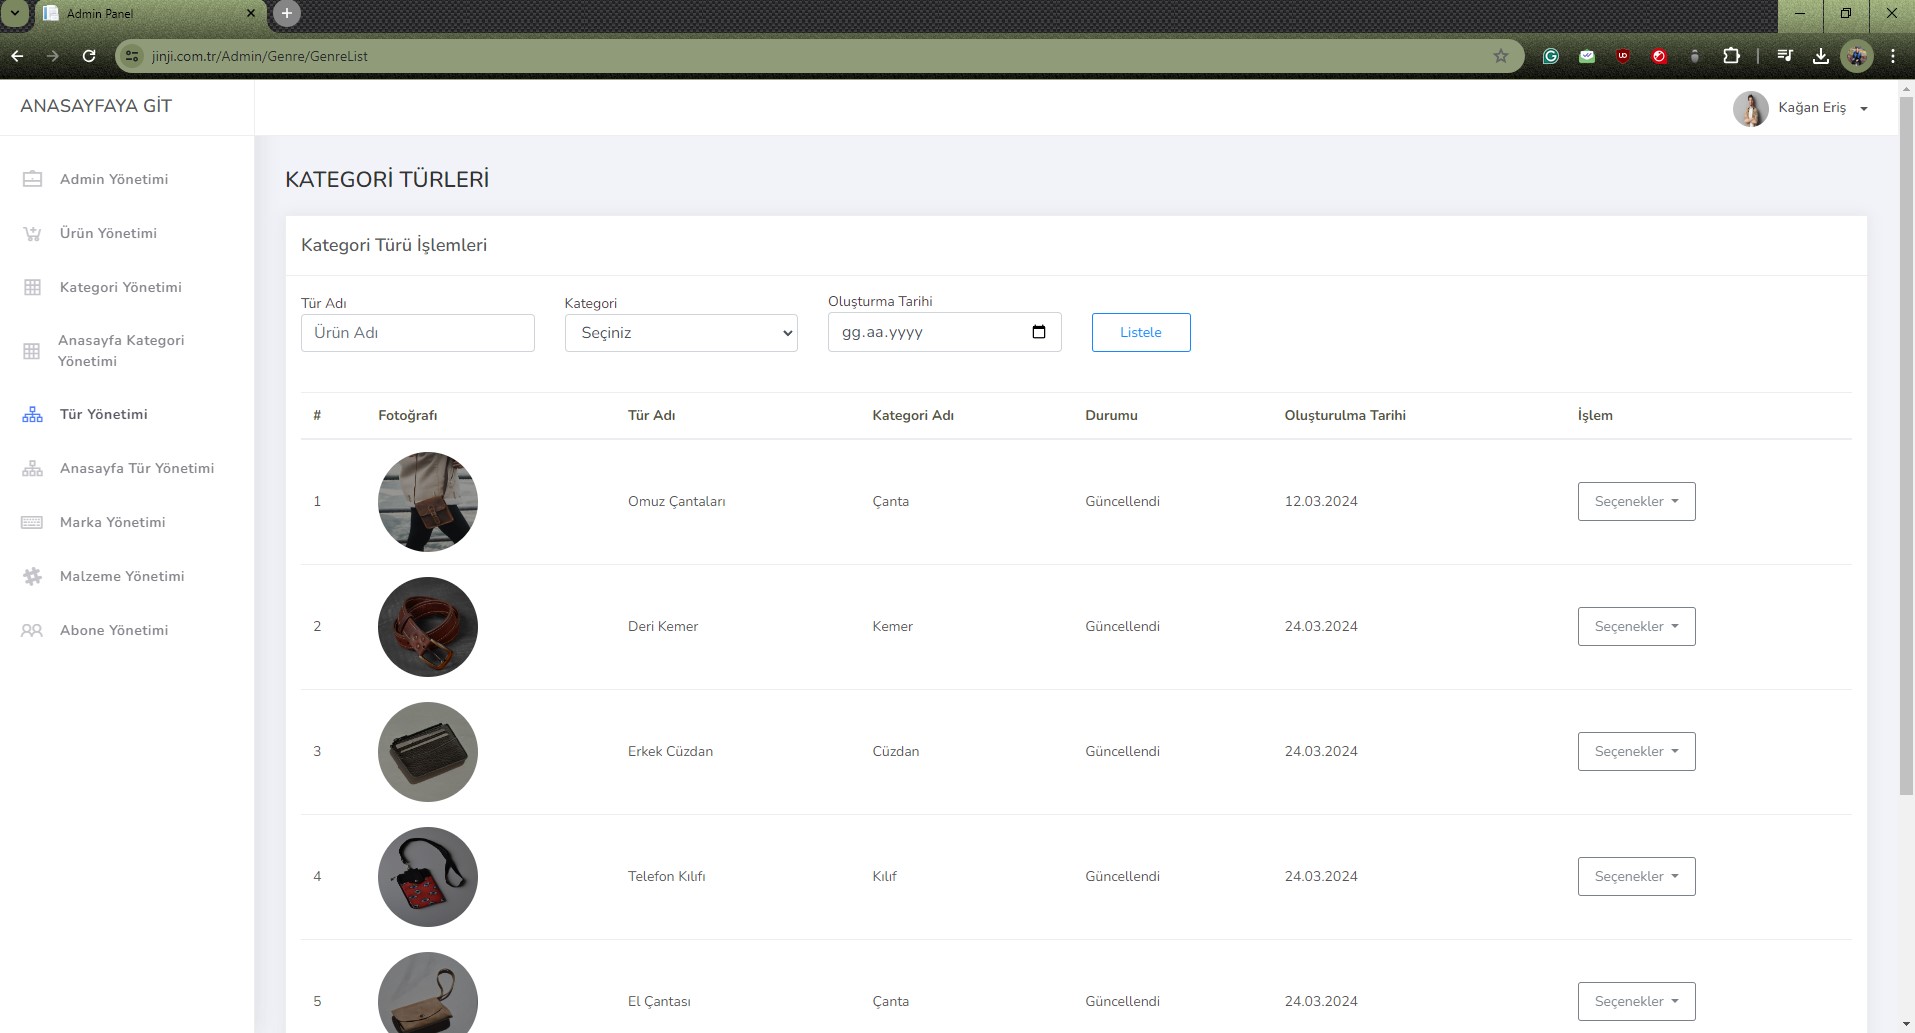 Admin Panel
jinji.com.tr/Admin/Genre/GenreList
ANASAYFAYA GİT
Kağan Eriş
Admin Yönetimi
Ürün Yönetimi
Kategori Yönetimi
Anasayfa Kategori
Yönetimi
Tür Yönetimi
Anasayfa Tür Yönetimi
Marka Yönetimi
Malzeme Yönetimi
Abone Yönetimi
KATEGORİ TÜRLERİ
Kategori Türü İşlemleri
Tür Adı Kategori Oluşturma Tarihi
Ürün Adı Seçiniz gg.aa.yyyy Listele
# Fotoğrafı Tür Adı Kategori Adı Durumu Oluşturulma Tarihi İşlem
1 Omuz Çantaları Çanta Güncellendi 12.03.2024 Seçenekler
2 Deri Kemer Kemer Güncellendi 24.03.2024 Seçenekler
3 Erkek Cüzdan Cüzdan Güncellendi 24.03.2024 Seçenekler
4 Telefon Kılıfı Kılıf Güncellendi 24.03.2024 Seçenekler
5 El Çantası Çanta Güncellendi 24.03.2024 Seçenekler